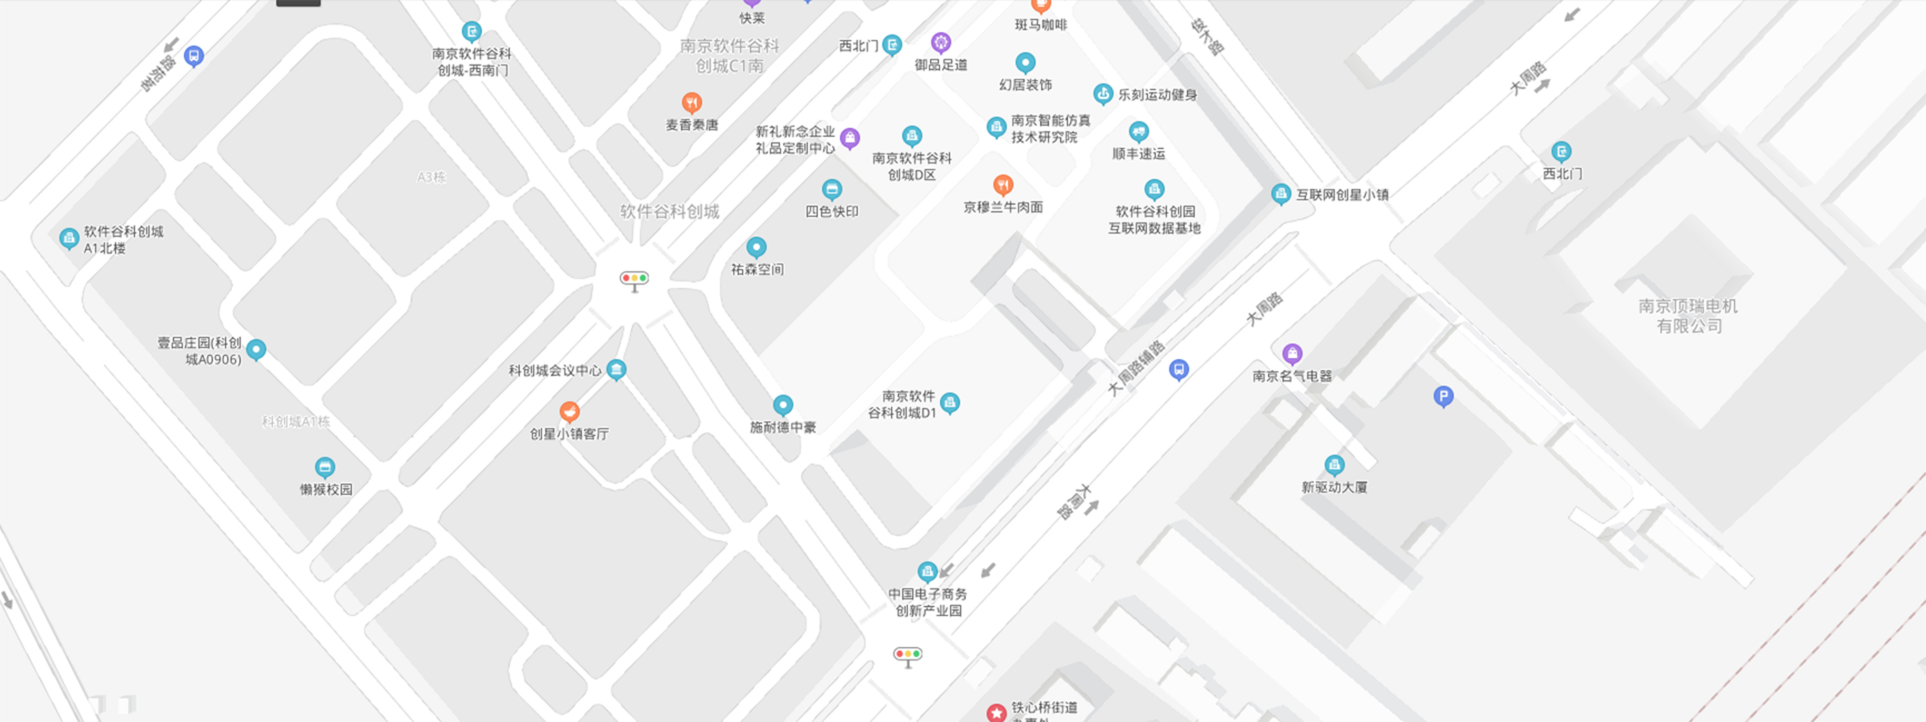 快莱
斑马咖啡
南京软件谷科
创城-西南门
南京软件谷科
创城C1南
西北门
御品足道
幻居装饰
大周路
乐刻运动健身
麦香秦唐
新礼新念企业
礼品定制中心
南京软件谷科
创城D区
南京智能仿真
技术研究院
顺丰速运
西北门
A3栋
四色快印
京穆兰牛肉面
软件谷科创园
互联网数据基地
互联网创星小镇
软件谷科创城
软件谷科创城
A1北楼
祐森空间
大周路
南京顶瑞电机
有限公司
壹品庄园(科创
城A0906)
科创城会议中心
大周路辅路
南京名气电器
P
科创城A1栋
创星小镇客厅
施耐德中豪
南京软件
谷科创城D1
懒猴校园
大周路
新驱动大厦
中国电子商务
创新产业园
铁心桥街道